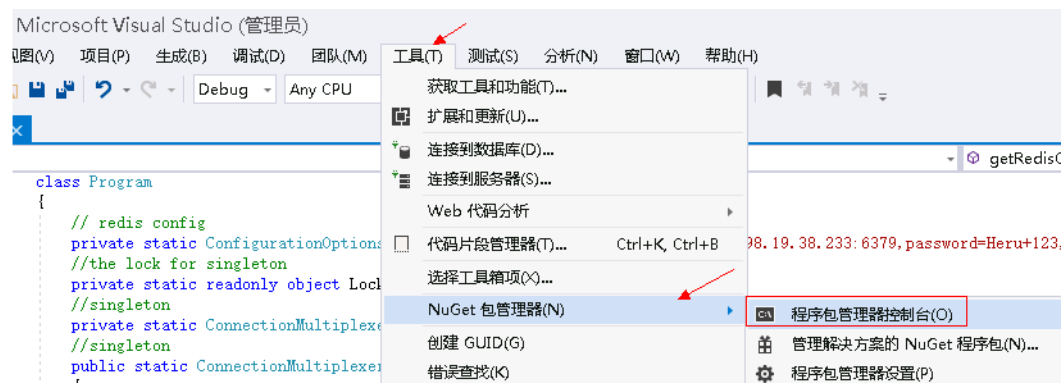 Microsoft Visual Studio (管理员)
视图(V) 项目(P) 生成(B) 调试(D) 团队(M) 工具(T) 测试(S) 分析(N) 窗口(W) 帮助(H)
Debug Any CPU
获取工具和功能(T)...
扩展和更新(U)...
连接到数据库(D)...
连接到服务器(S)...
Web 代码分析
代码片段管理器(T)... Ctrl+K, Ctrl+B
选择工具箱项(X)...
NuGet 包管理器(N)
创建 GUID(G)
错误查找(K)
程序包管理器控制台(O)
管理解决方案的 NuGet 程序包(N)...
程序包管理器设置(P)
getRedisC
class Program
{
// redis config
private static ConfigurationOptions 98.19.38.233:6379,password=Heru+123,
//the lock for singleton
private static readonly object Lock
//singleton
private static ConnectionMultiplexe
//singleton
public static ConnectionMultiplexer